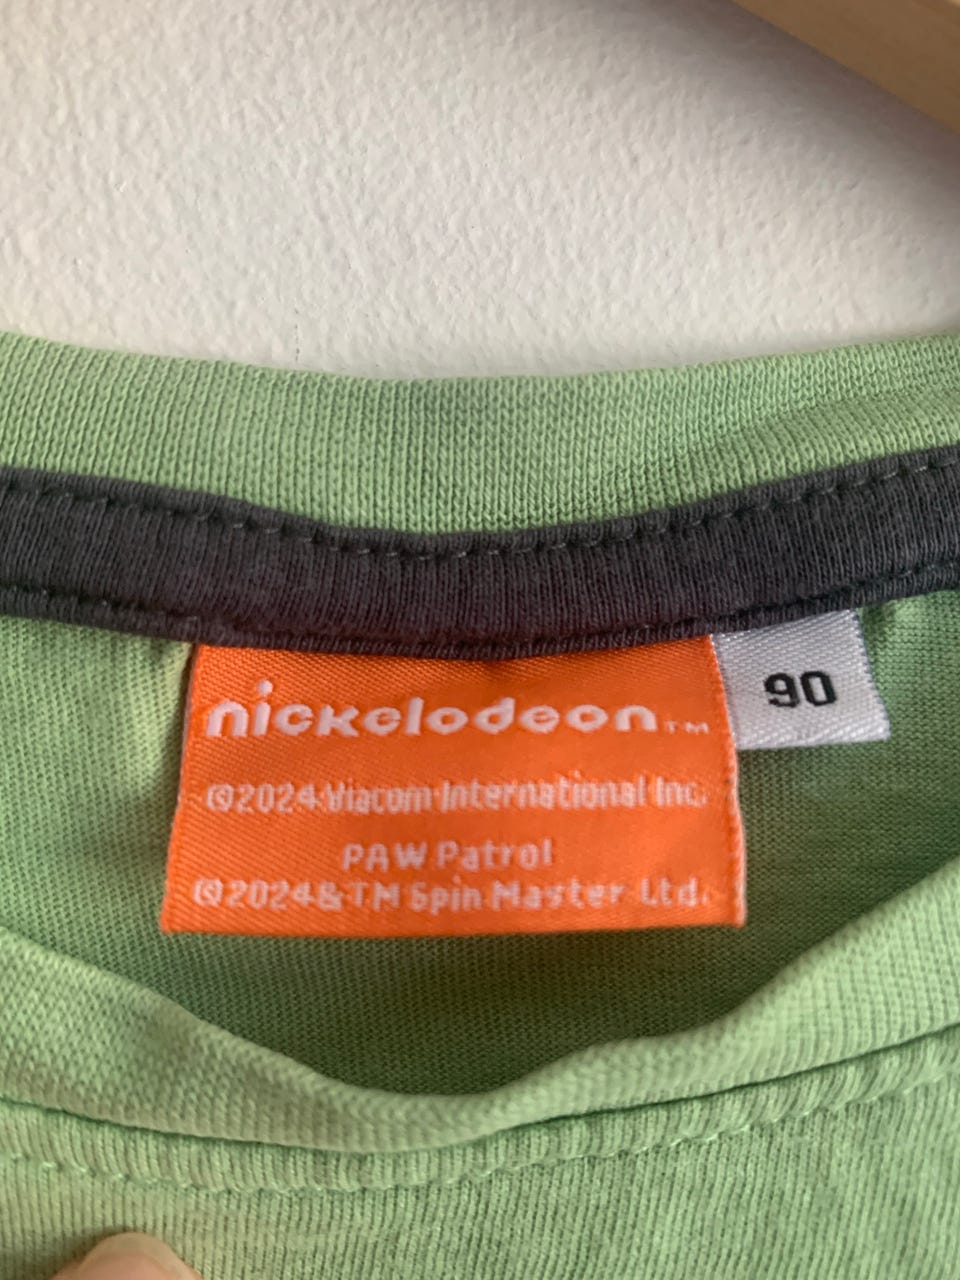 nickelodeon™
90
©2024 Viacom International Inc.
PAW Patrol
©2024 & TM Spin Master Ltd.